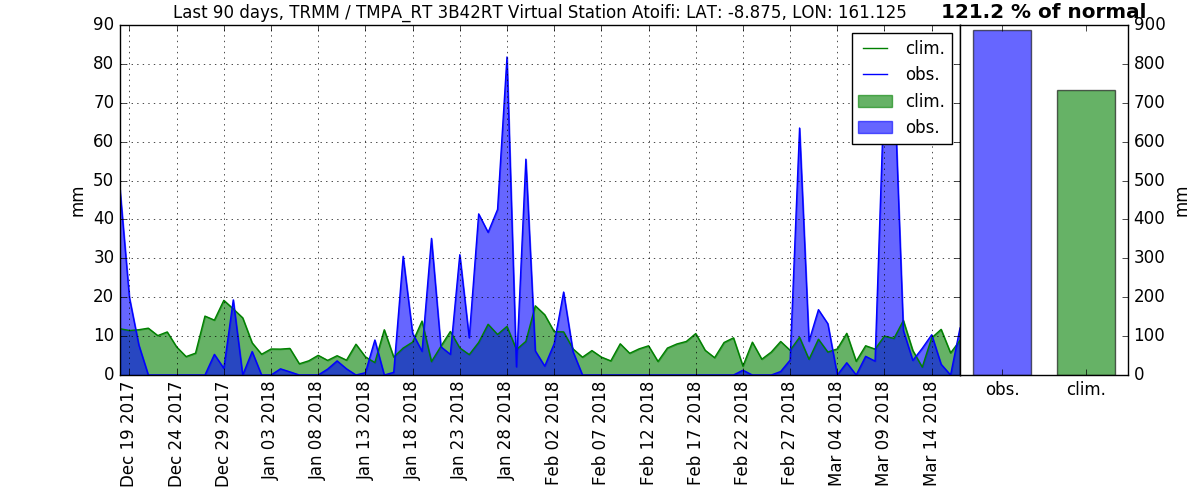 Last 90 days, TRMM / TMPA_RT 3B42RT Virtual Station Atoifi: LAT: -8.875, LON: 161.125
121.2 % of normal
90
80
70
60
50
40
30
20
10
0
mm
clim.
obs.
clim.
obs.
900
800
700
600
500
400
300
200
100
0
mm
Dec 19 2017
Dec 24 2017
Dec 29 2017
Jan 03 2018
Jan 08 2018
Jan 13 2018
Jan 18 2018
Jan 23 2018
Jan 28 2018
Feb 02 2018
Feb 07 2018
Feb 12 2018
Feb 17 2018
Feb 22 2018
Feb 27 2018
Mar 04 2018
Mar 09 2018
Mar 14 2018
obs.
clim.